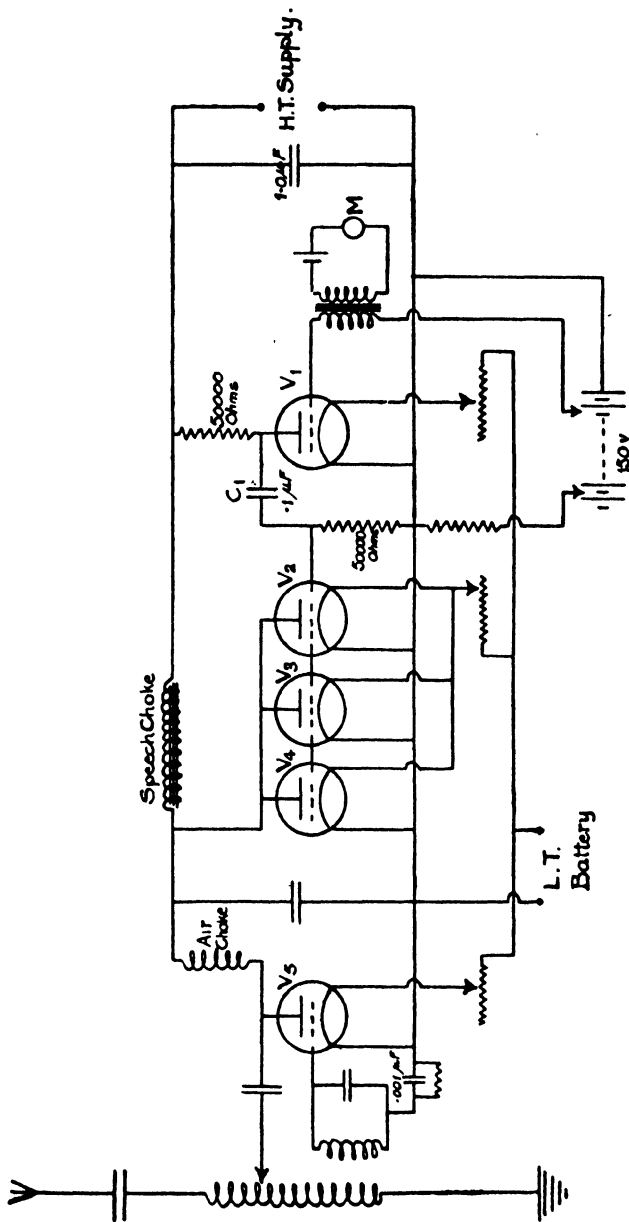 H.T. Supply.
1·0µF
M
50000
Ohms
V1
C1
·1µF
50000
Ohms
150v
V2
V3
V4
Speech Choke
Air
Choke
V5
L.T.
Battery
·001µF